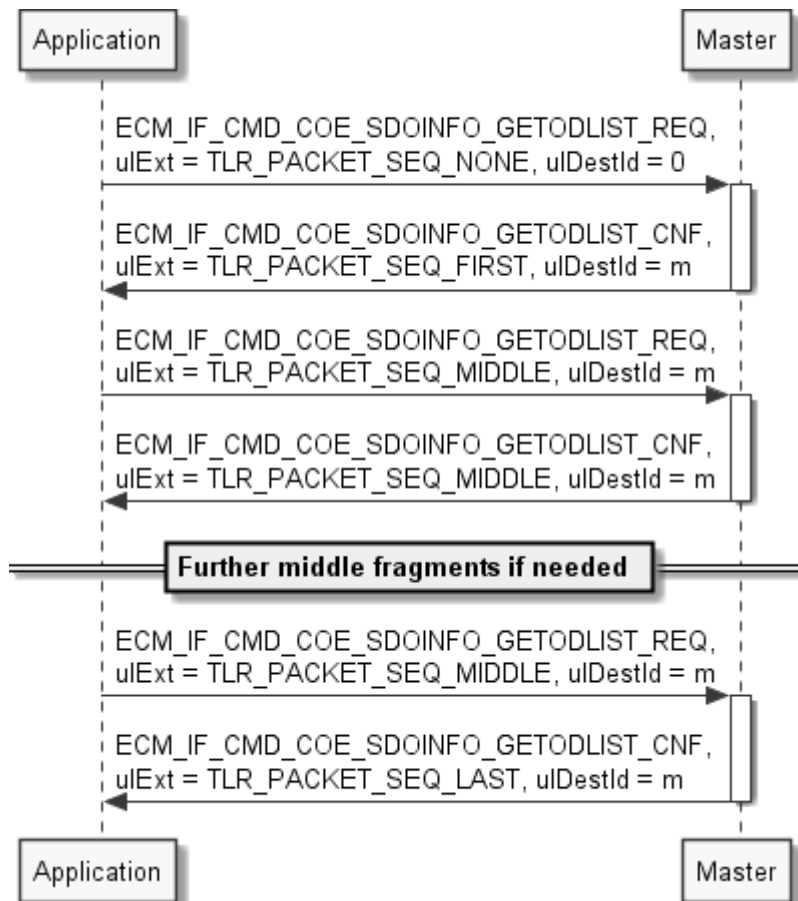 Application Master
ECM_IF_CMD_COE_SDOINFO_GETODLIST_REQ,
ulExt = TLR_PACKET_SEQ_NONE, ulDestId = 0
ECM_IF_CMD_COE_SDOINFO_GETODLIST_CNF,
ulExt = TLR_PACKET_SEQ_FIRST, ulDestId = m
ECM_IF_CMD_COE_SDOINFO_GETODLIST_REQ,
ulExt = TLR_PACKET_SEQ_MIDDLE, ulDestId = m
ECM_IF_CMD_COE_SDOINFO_GETODLIST_CNF,
ulExt = TLR_PACKET_SEQ_MIDDLE, ulDestId = m
Further middle fragments if needed
ECM_IF_CMD_COE_SDOINFO_GETODLIST_REQ,
ulExt = TLR_PACKET_SEQ_MIDDLE, ulDestId = m
ECM_IF_CMD_COE_SDOINFO_GETODLIST_CNF,
ulExt = TLR_PACKET_SEQ_LAST, ulDestId = m
Application Master